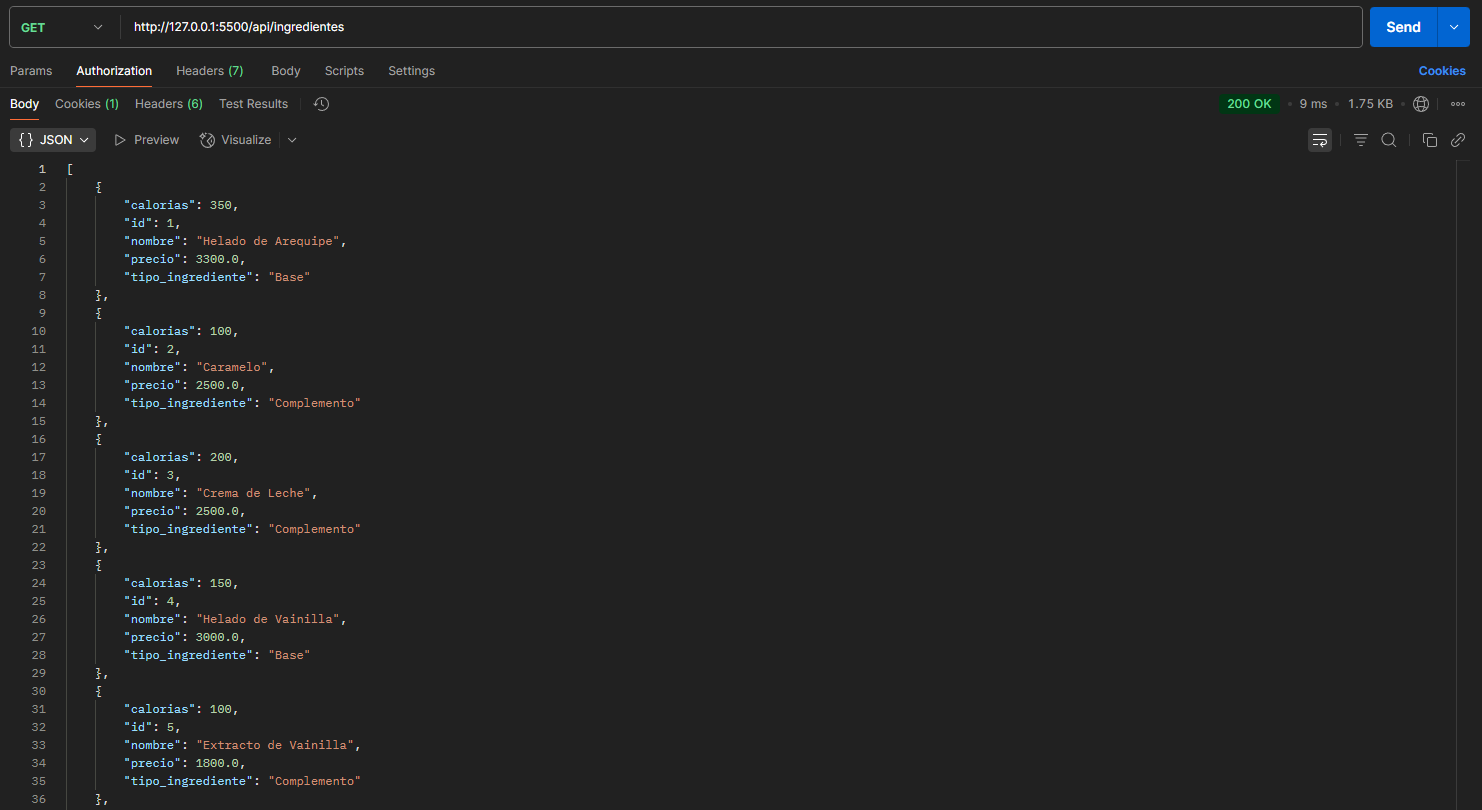 GET http://127.0.0.1:5500/api/ingredientes Send
Params Authorization Headers (7) Body Scripts Settings Cookies
Body Cookies (1) Headers (6) Test Results 200 OK • 9 ms • 1.75 KB •
{} JSON Preview Visualize
1 [
2 {
3 "calorias": 350,
4 "id": 1,
5 "nombre": "Helado de Arequipe",
6 "precio": 3300.0,
7 "tipo_ingrediente": "Base"
8 },
9 {
10 "calorias": 100,
11 "id": 2,
12 "nombre": "Caramelo",
13 "precio": 2500.0,
14 "tipo_ingrediente": "Complemento"
15 },
16 {
17 "calorias": 200,
18 "id": 3,
19 "nombre": "Crema de Leche",
20 "precio": 2500.0,
21 "tipo_ingrediente": "Complemento"
22 },
23 {
24 "calorias": 150,
25 "id": 4,
26 "nombre": "Helado de Vainilla",
27 "precio": 3000.0,
28 "tipo_ingrediente": "Base"
29 },
30 {
31 "calorias": 100,
32 "id": 5,
33 "nombre": "Extracto de Vainilla",
34 "precio": 1800.0,
35 "tipo_ingrediente": "Complemento"
36 },